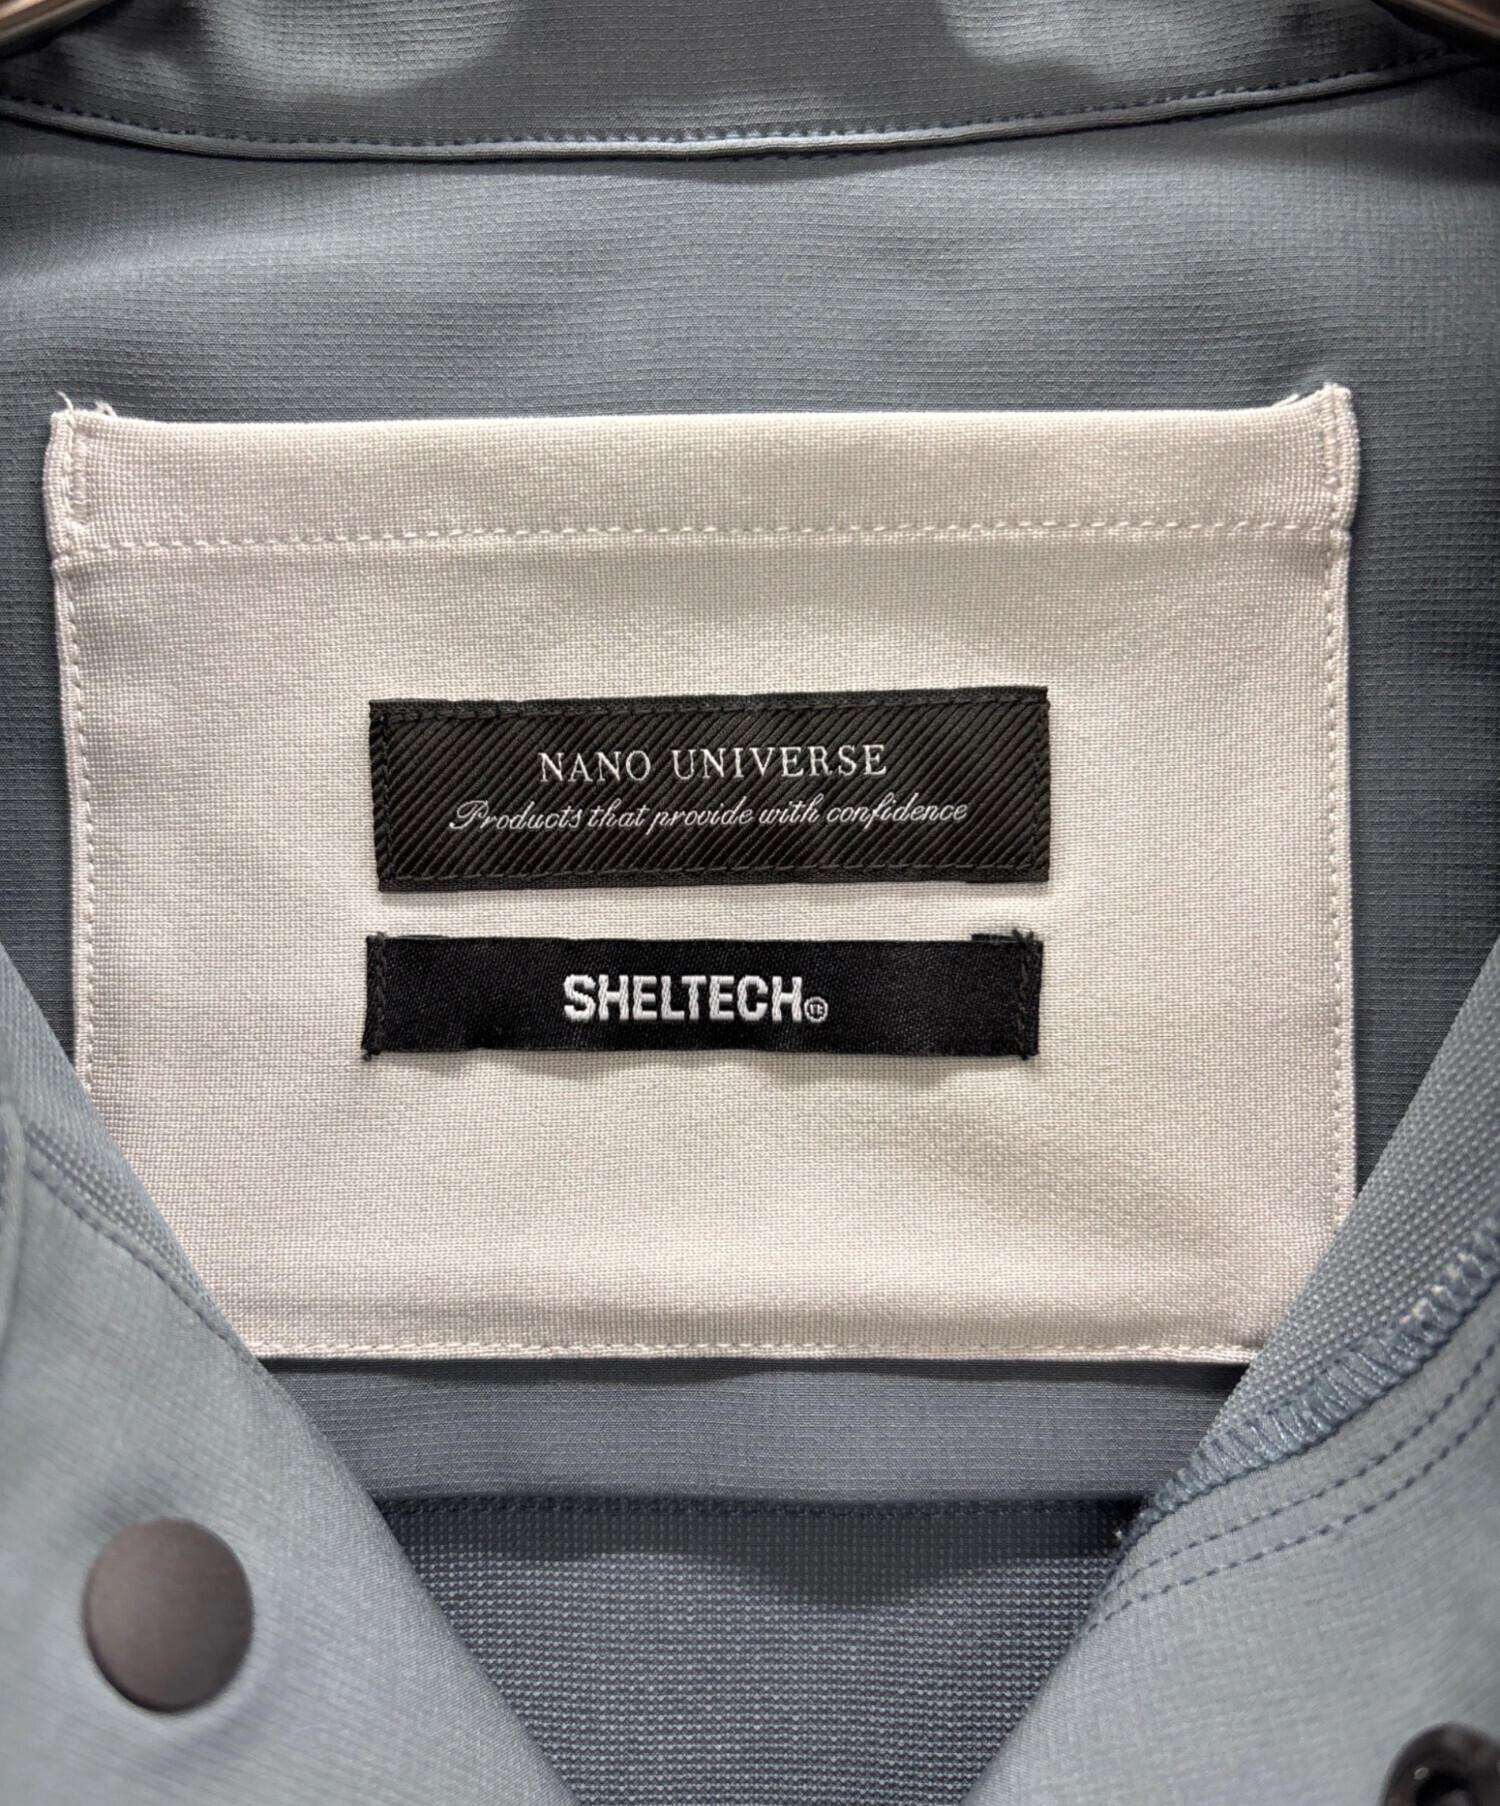 NANO UNIVERSE
Products that provide with confidence
SHELTECH